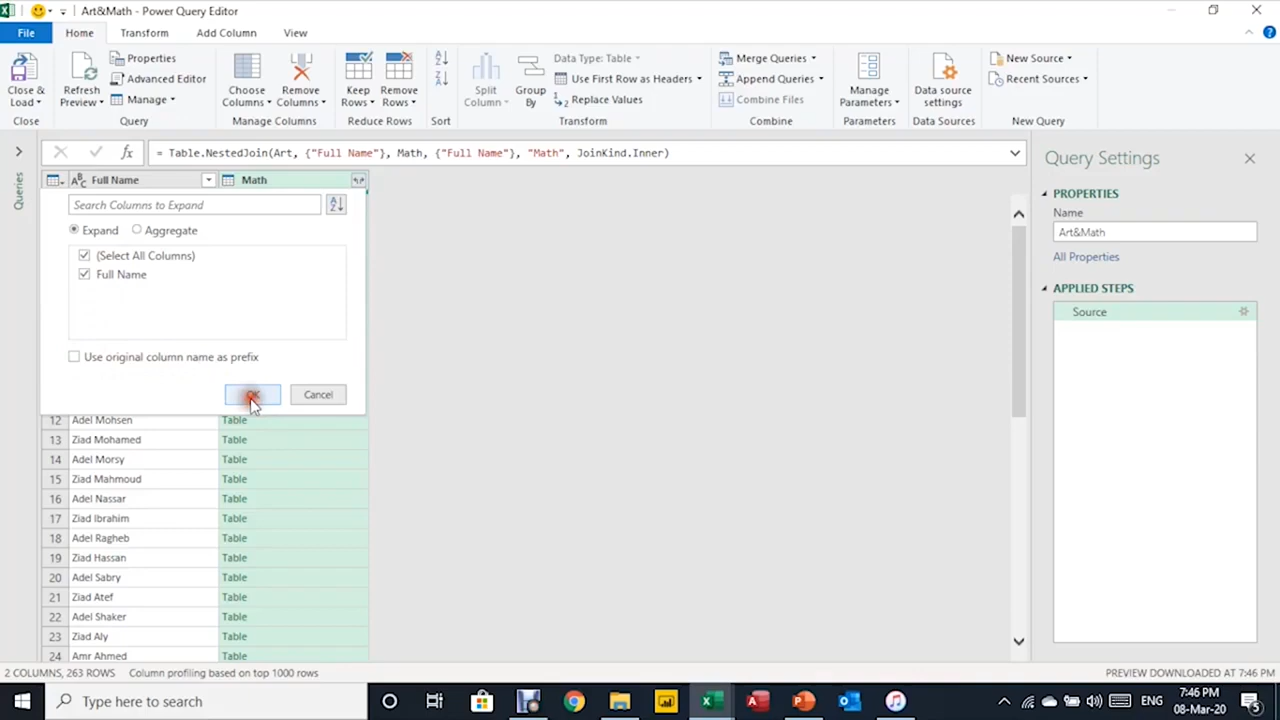 Art&Math - Power Query Editor
File
Home
Transform
Add Column
View
Close & Load
Close
Refresh Preview
Properties
Advanced Editor
Manage
Query
Choose Columns
Remove Columns
Manage Columns
Keep Rows
Remove Rows
Reduce Rows
Sort
Split Column
Group By
Data Type: Table
Use First Row as Headers
Replace Values
Transform
Merge Queries
Append Queries
Combine Files
Combine
Manage Parameters
Parameters
Data source settings
Data Sources
New Source
Recent Sources
New Query
= Table.NestedJoin(Art, {"Full Name"}, Math, {"Full Name"}, "Math", JoinKind.Inner)
Queries
Full Name
Math
Search Columns to Expand
Expand
Aggregate
(Select All Columns)
Full Name
Use original column name as prefix
Cancel
12 Adel Mohsen Table
13 Ziad Mohamed Table
14 Adel Morsy Table
15 Ziad Mahmoud Table
16 Adel Nassar Table
17 Ziad Ibrahim Table
18 Adel Ragheb Table
19 Ziad Hassan Table
20 Adel Sabry Table
21 Ziad Atef Table
22 Adel Shaker Table
23 Ziad Aly Table
24 Amr Ahmed Table
Query Settings
PROPERTIES
Name
Art&Math
All Properties
APPLIED STEPS
Source
2 COLUMNS, 263 ROWS
Column profiling based on top 1000 rows
PREVIEW DOWNLOADED AT 7:46 PM
Type here to search
ENG
7:46 PM
08-Mar-20
5